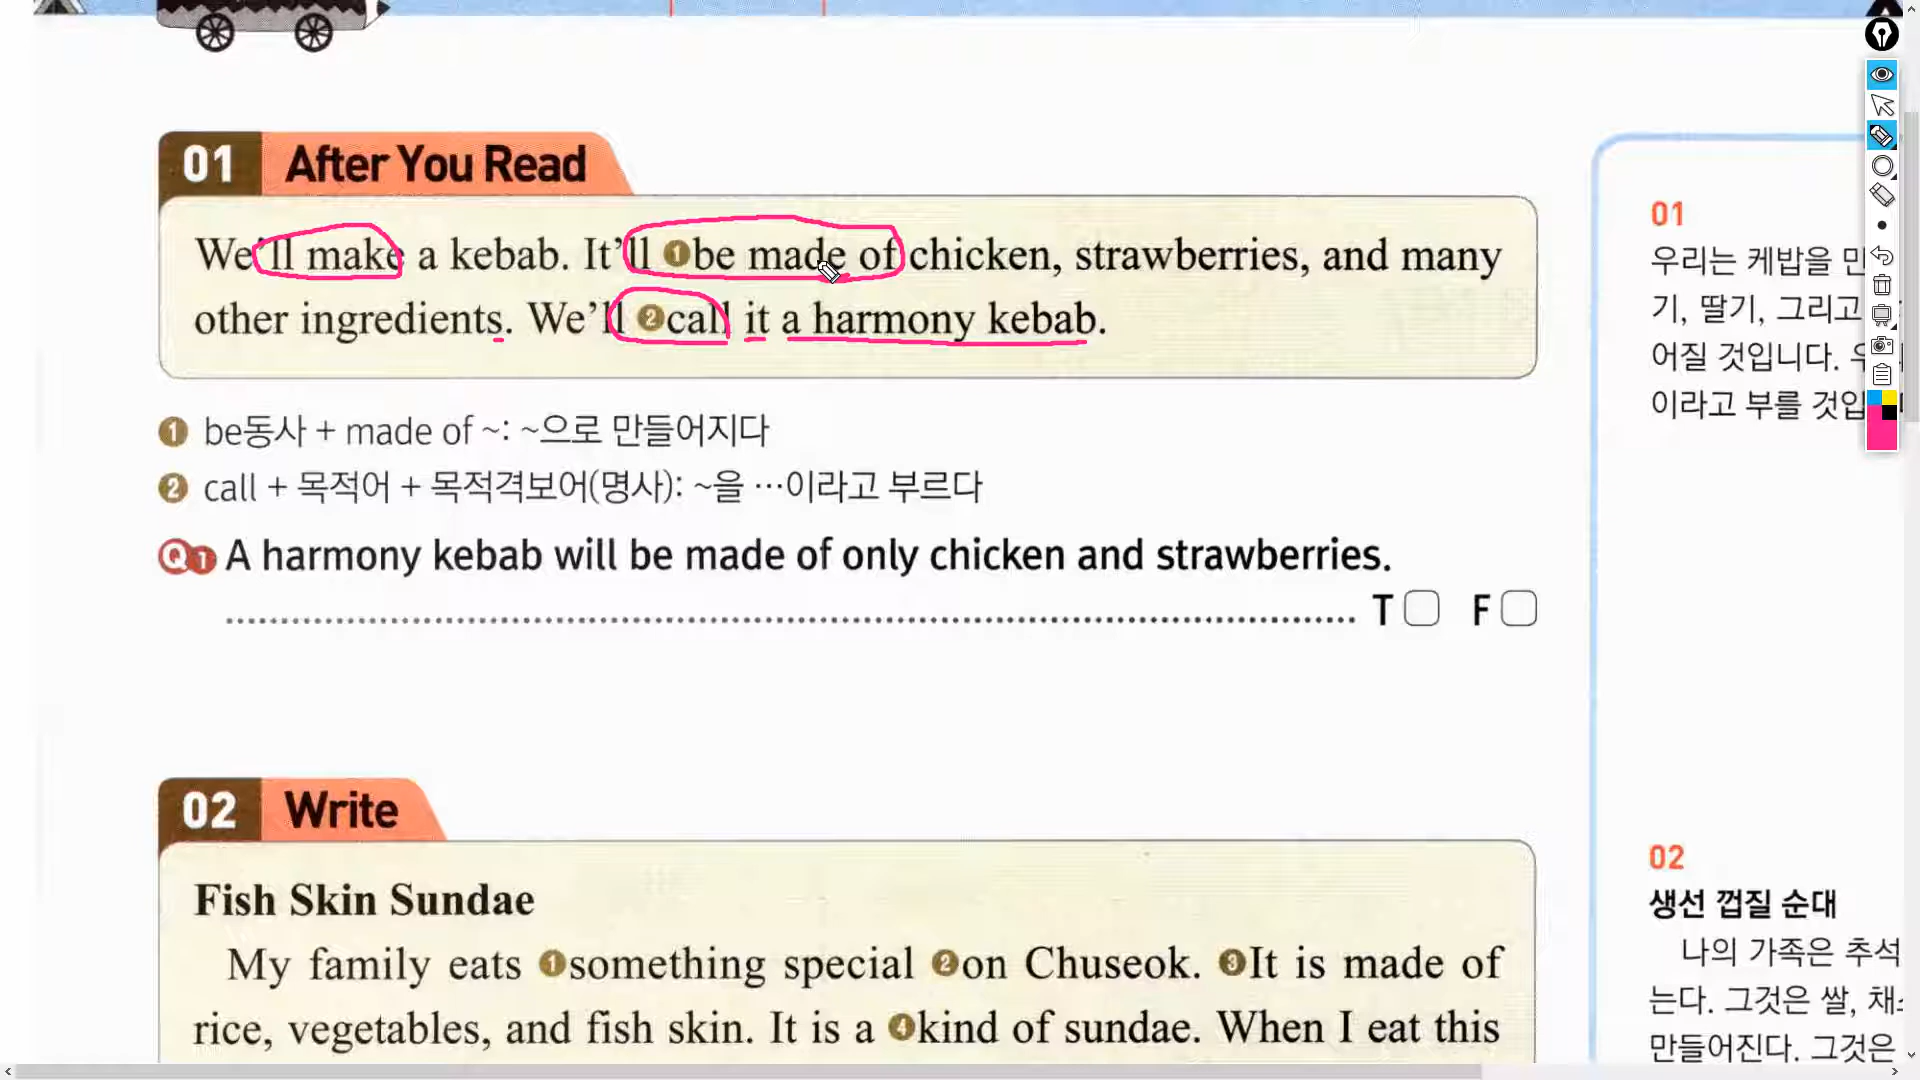 01 After You Read
We'll make a kebab. It'll ❶be made of chicken, strawberries, and many
other ingredients. We'll ❷call it a harmony kebab.
❶ be동사 + made of ~: ~으로 만들어지다
❷ call + 목적어 + 목적격보어(명사): ~을 …이라고 부르다
Q1 A harmony kebab will be made of only chicken and strawberries.
T F
02 Write
Fish Skin Sundae
My family eats ❶something special ❷on Chuseok. ❸It is made of
rice, vegetables, and fish skin. It is a ❹kind of sundae. When I eat this
01
우리는 케밥을
기, 딸기, 그리고
어질 것입니다.
이라고 부를
02
생선 껍질 순대
나의 가족은 추석
는다. 그것은 쌀,
만들어진다. 그것은